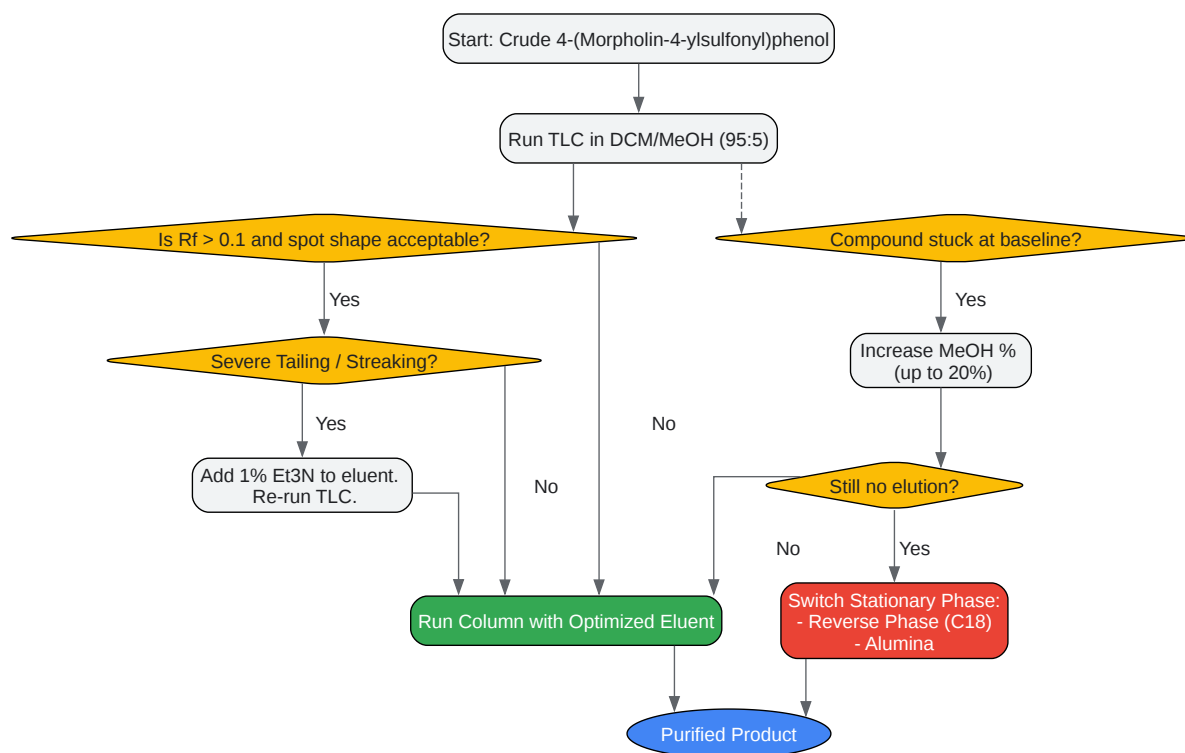 Start: Crude 4-(Morpholin-4-ylsulfonyl)phenol
Run TLC in DCM/MeOH (95:5)
Is Rf > 0.1 and spot shape acceptable?
Compound stuck at baseline?
Yes
Yes
Severe Tailing / Streaking?
Increase MeOH %
(up to 20%)
Yes
No
Add 1% Et3N to eluent.
Re-run TLC.
No
Still no elution?
No
Yes
Run Column with Optimized Eluent
Switch Stationary Phase:
- Reverse Phase (C18)
- Alumina
Purified Product